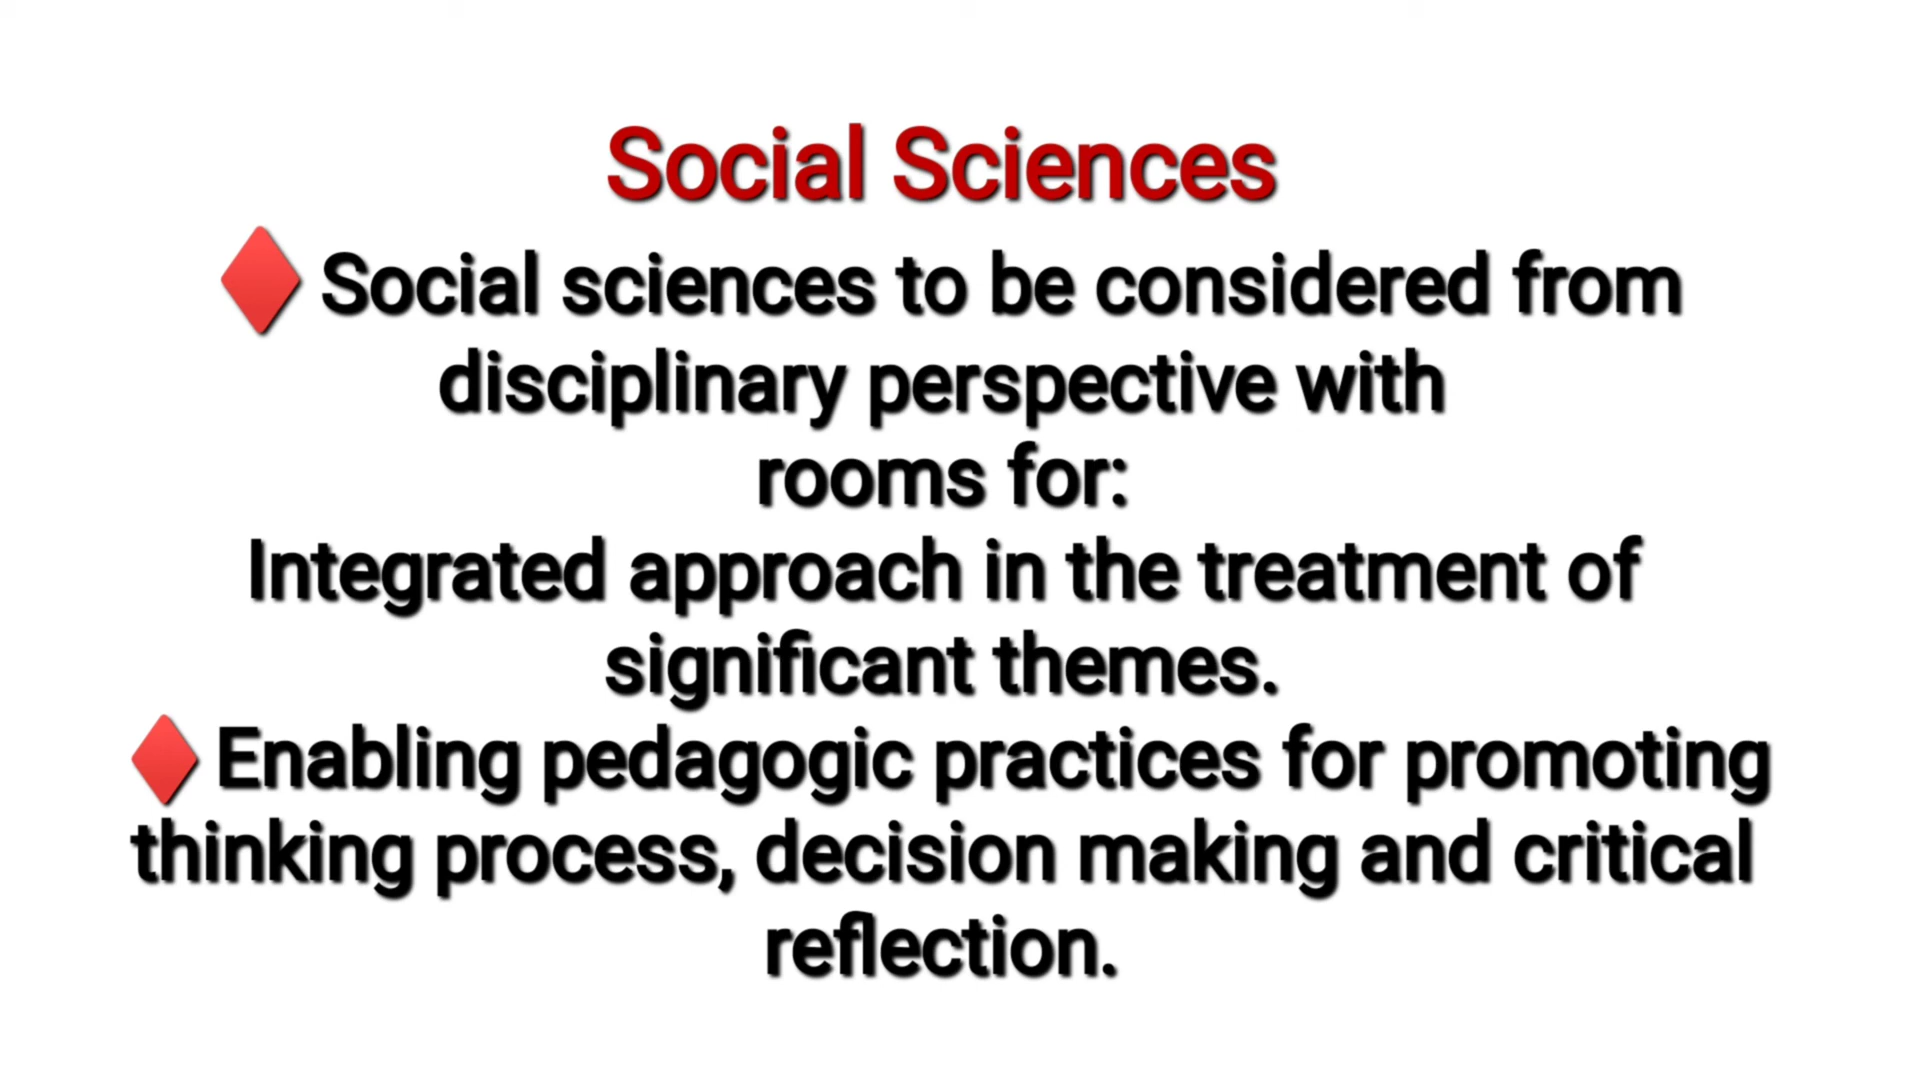 Social Sciences
♦Social sciences to be considered from
disciplinary perspective with
rooms for:
Integrated approach in the treatment of
significant themes.
♦Enabling pedagogic practices for promoting
thinking process, decision making and critical
reflection.